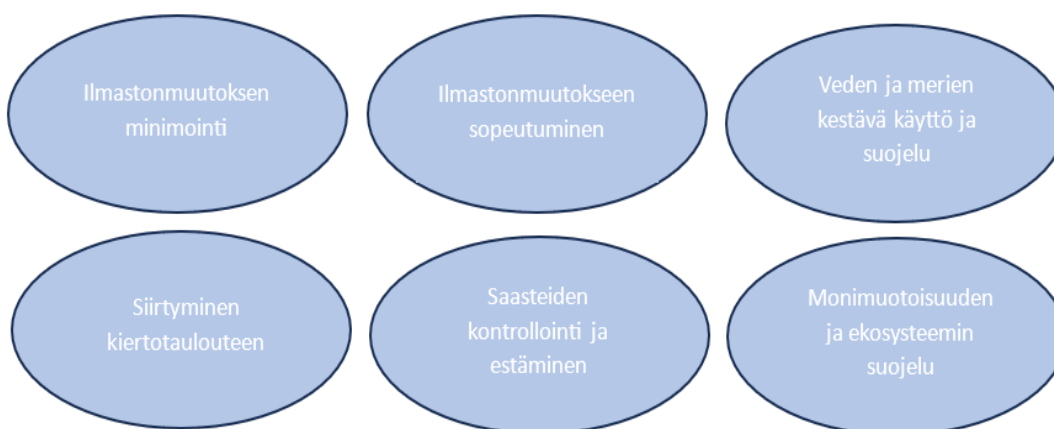 Ilmastonmuutoksen
minimointi
Ilmastonmuutokseen
sopeutuminen
Veden ja merien
kestävä käyttö ja
suojelu
Siirtyminen
kiertotaulouteen
Saasteiden
kontrollointi ja
estäminen
Monimuotoisuuden
ja ekosysteemin
suojelu